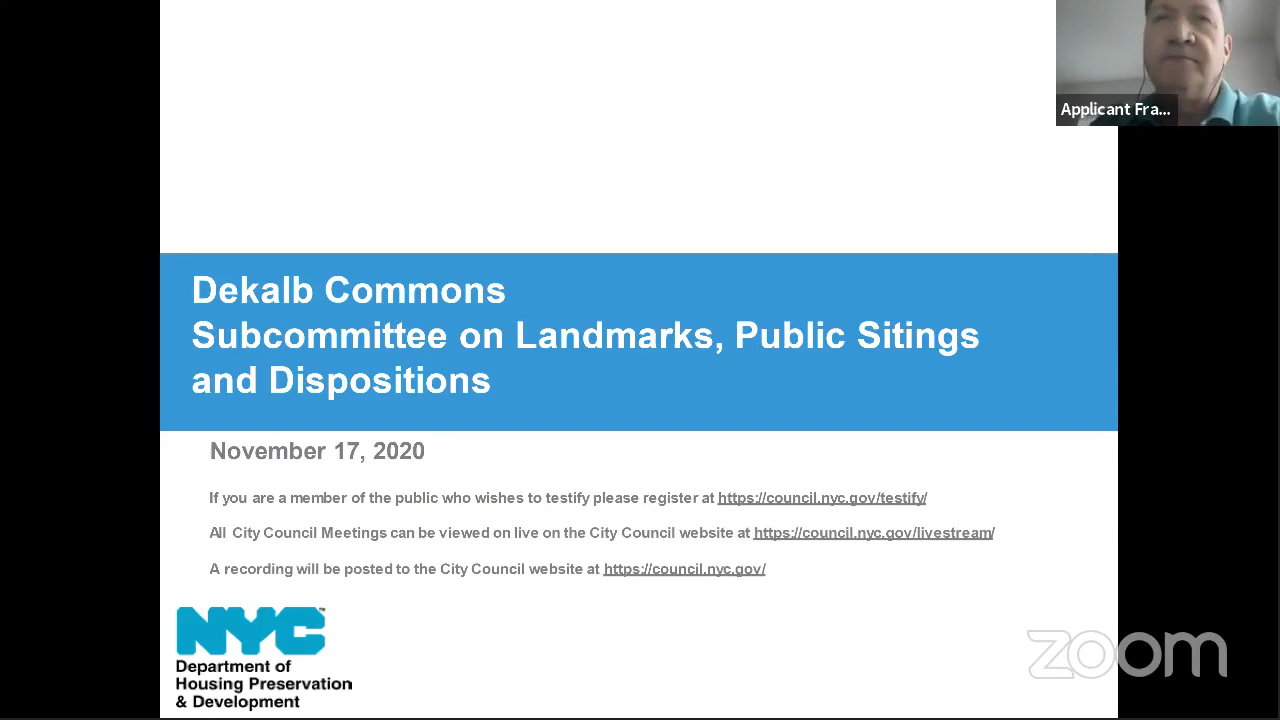 Applicant Fra...
Dekalb Commons
Subcommittee on Landmarks, Public Sitings
and Dispositions
November 17, 2020
If you are a member of the public who wishes to testify please register at https://council.nyc.gov/testify/
All City Council Meetings can be viewed on live on the City Council website at https://council.nyc.gov/livestream/
A recording will be posted to the City Council website at https://council.nyc.gov/
NYC™
Department of
Housing Preservation
& Development
zoom